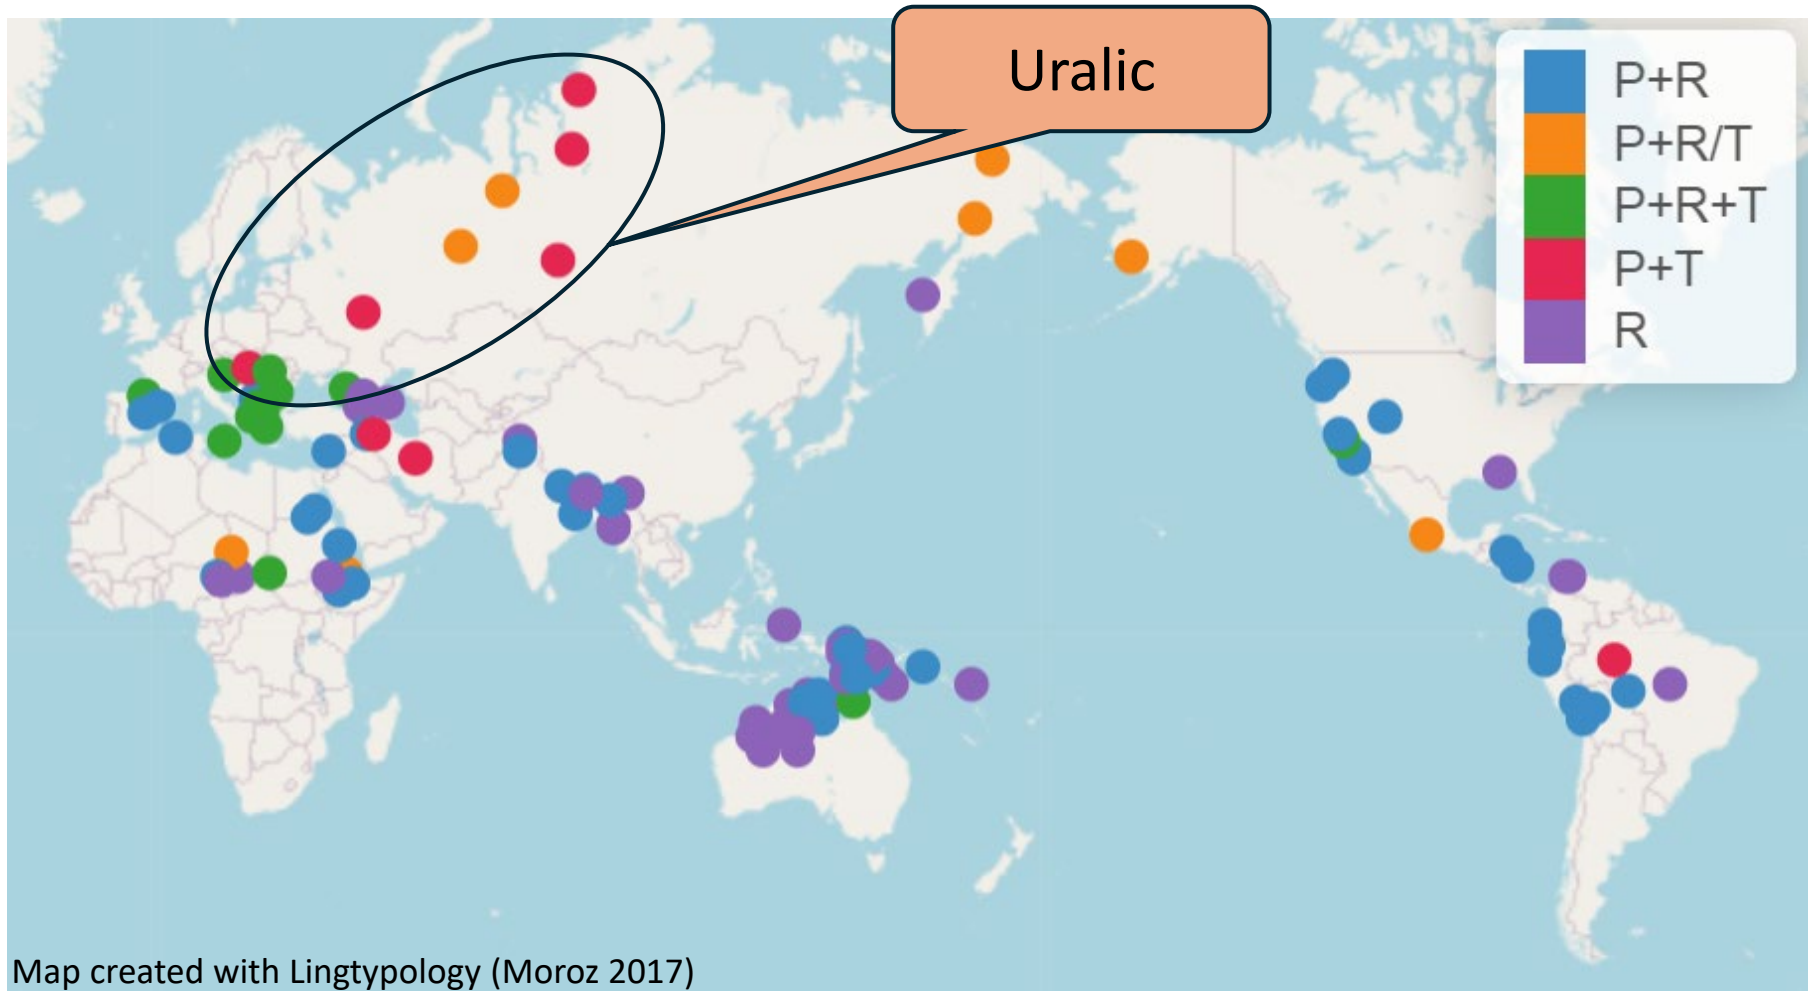 Uralic
P+R
P+R/T
P+R+T
P+T
R
Map created with Lingtypology (Moroz 2017)